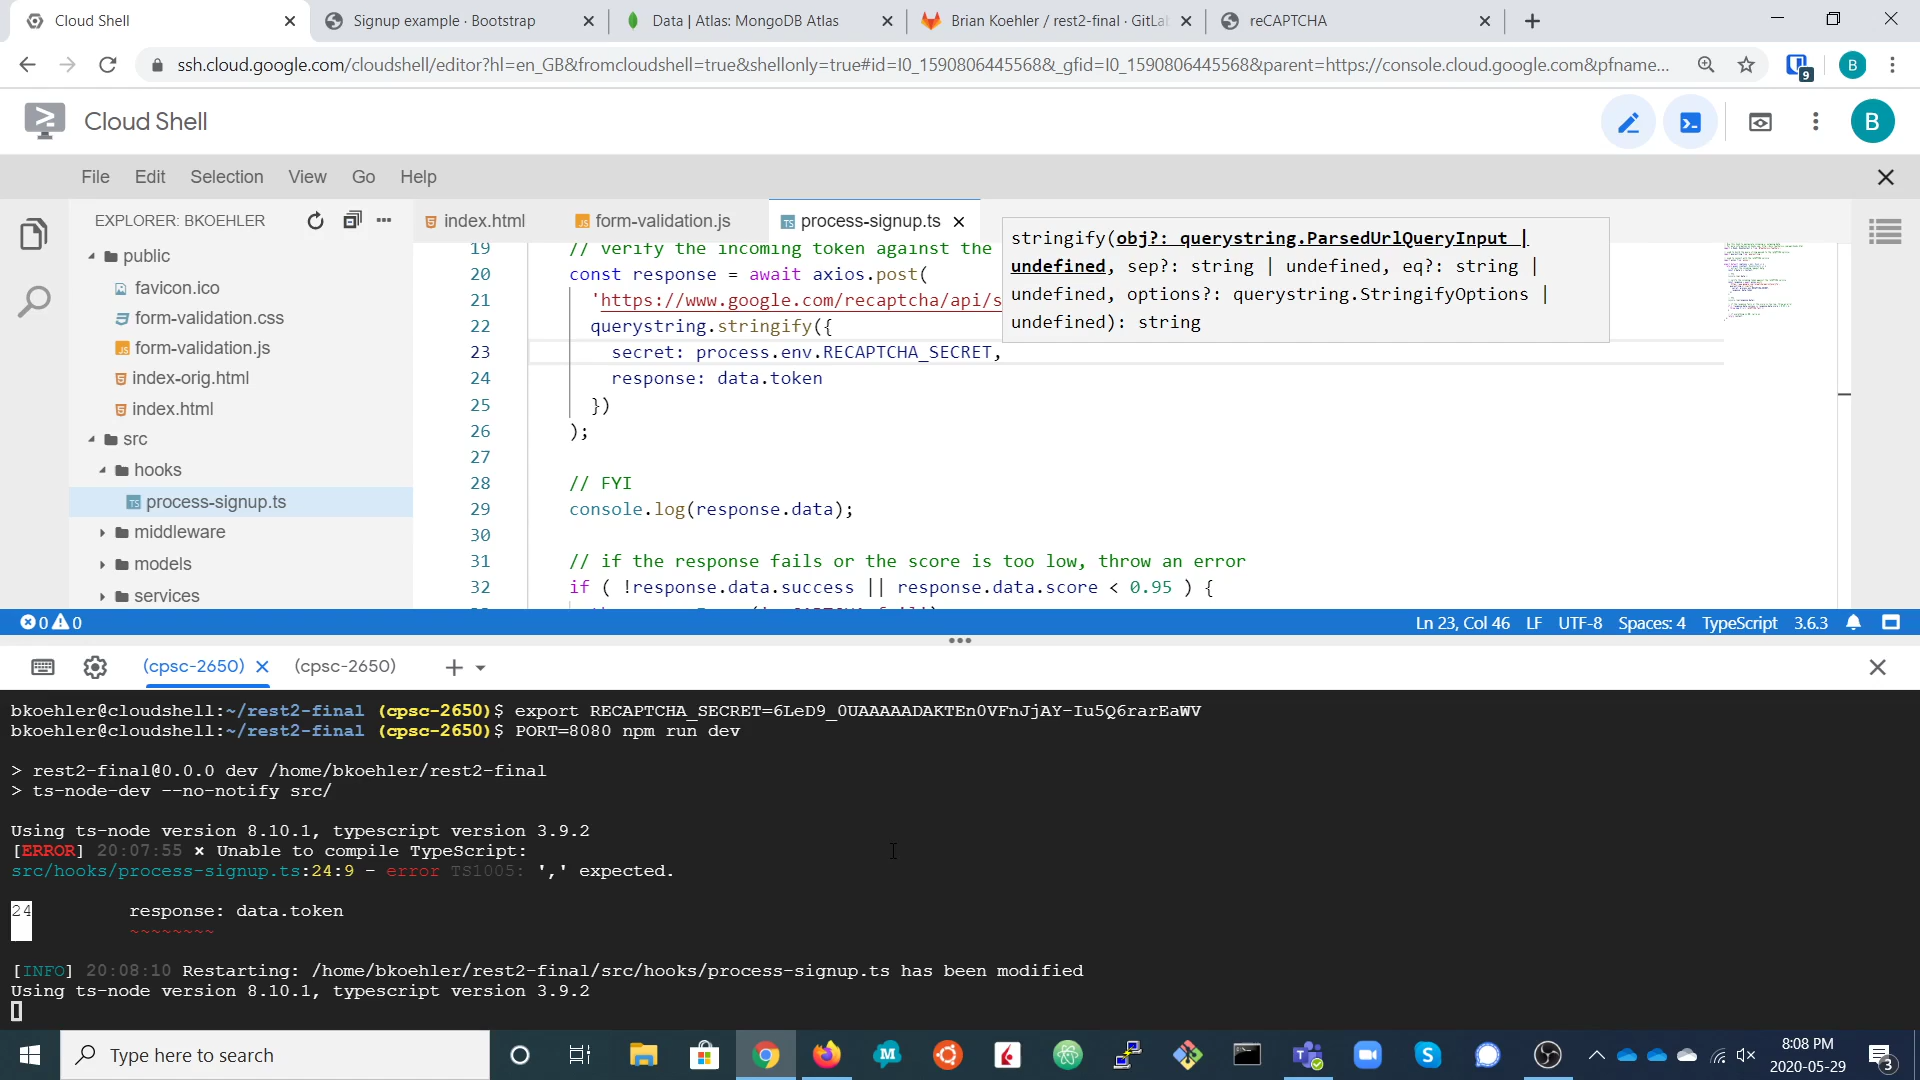 Cloud Shell
Signup example · Bootstrap
Data | Atlas: MongoDB Atlas
Brian Koehler / rest2-final · GitLab
reCAPTCHA
ssh.cloud.google.com/cloudshell/editor?hl=en_GB&fromcloudshell=true&shellonly=true#id=I0_1590806445568&_gfid=I0_1590806445568&parent=https://console.cloud.google.com&pfname...
9
B
Cloud Shell
B
File Edit Selection View Go Help
EXPLORER: BKOEHLER
index.html
form-validation.js
process-signup.ts
public
favicon.ico
form-validation.css
form-validation.js
index-orig.html
index.html
src
hooks
process-signup.ts
middleware
models
services
19 // verify the incoming token against the
20 const response = await axios.post(
21 'https://www.google.com/recaptcha/api/s
22 querystring.stringify({
23 secret: process.env.RECAPTCHA_SECRET,
24 response: data.token
25 })
26 );
27
28 // FYI
29 console.log(response.data);
30
31 // if the response fails or the score is too low, throw an error
32 if ( !response.data.success || response.data.score < 0.95 ) {
stringify(obj?: querystring.ParsedUrlQueryInput |
undefined, sep?: string | undefined, eq?: string |
undefined, options?: querystring.StringifyOptions |
undefined): string
0 0
Ln 23, Col 46 LF UTF-8 Spaces: 4 TypeScript 3.6.3
(cpsc-2650) (cpsc-2650)
bkoehler@cloudshell:~/rest2-final (cpsc-2650)$ export RECAPTCHA_SECRET=6LeD9_0UAAAAADAKTEn0VFnJjAY-Iu5Q6rarEaWV
bkoehler@cloudshell:~/rest2-final (cpsc-2650)$ PORT=8080 npm run dev
> rest2-final@0.0.0 dev /home/bkoehler/rest2-final
> ts-node-dev --no-notify src/
Using ts-node version 8.10.1, typescript version 3.9.2
[ERROR] 20:07:55 × Unable to compile TypeScript:
src/hooks/process-signup.ts:24:9 - error TS1005: ',' expected.
24 response: data.token
~~~~~~~~
[INFO] 20:08:10 Restarting: /home/bkoehler/rest2-final/src/hooks/process-signup.ts has been modified
Using ts-node version 8.10.1, typescript version 3.9.2
Type here to search
8:08 PM
2020-05-29
3